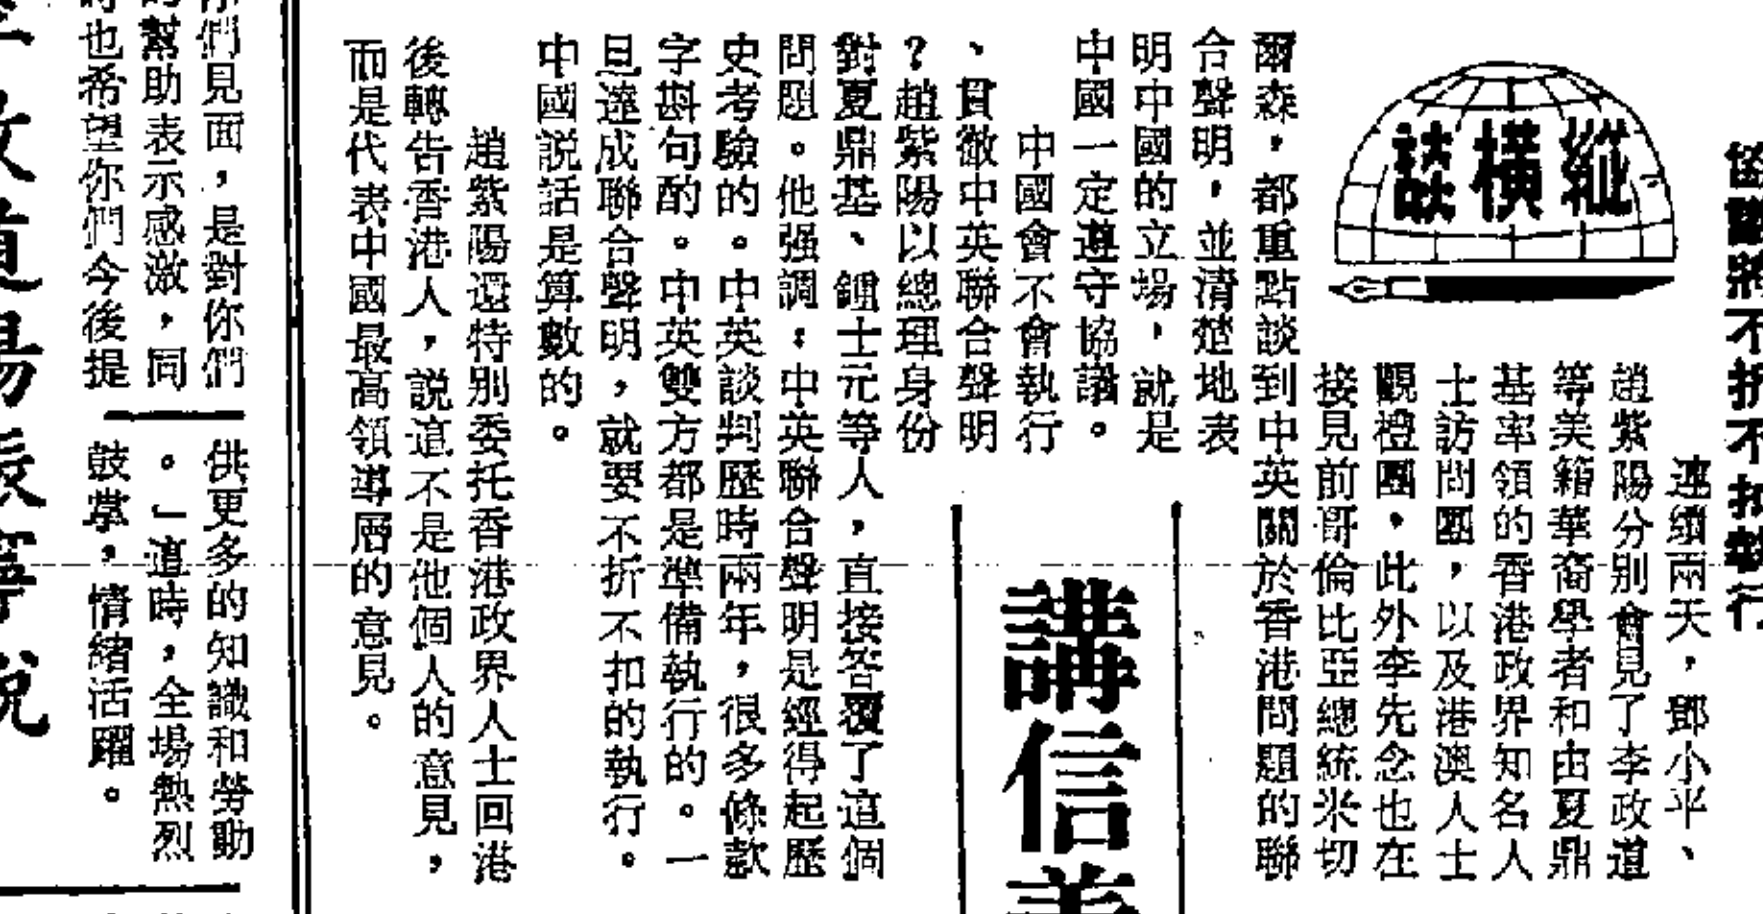 協議將不折不扣執行
縱橫談
連續兩天,鄧小平、
趙紫陽分別會見了李政道
等美籍華裔學者和由夏鼎
基率領的香港政界知名人
士訪問團,以及港澳人士
觀禮團。此外李先念也在
接見前哥倫比亞總統米切
爾森,都重點談到中英關於香港問題的聯
合聲明,並清楚地表
明中國的立場,就是
中國一定遵守協議。
中國會不會執行
、貫徹中英聯合聲明
?趙紫陽以總理身份
對夏鼎基、鍾士元等人,直接答覆了這個
問題。他强調:中英聯合聲明是經得起歷
史考驗的。中英談判歷時兩年,很多條款
字斟句酌。中英雙方都是準備執行的。一
旦達成聯合聲明,就要不折不扣的執行。
中國説話是算數的。
趙紫陽還特別委托香港政界人士回港
後轉告香港人,説這不是他個人的意見,
而是代表中國最高領導層的意見。
講信
你們見面,是對你們
的幫助表示感激,同
時也希望你們今後提
供更多的知識和勞動
。」這時,全場熱烈
鼓掌,情緒活躍。